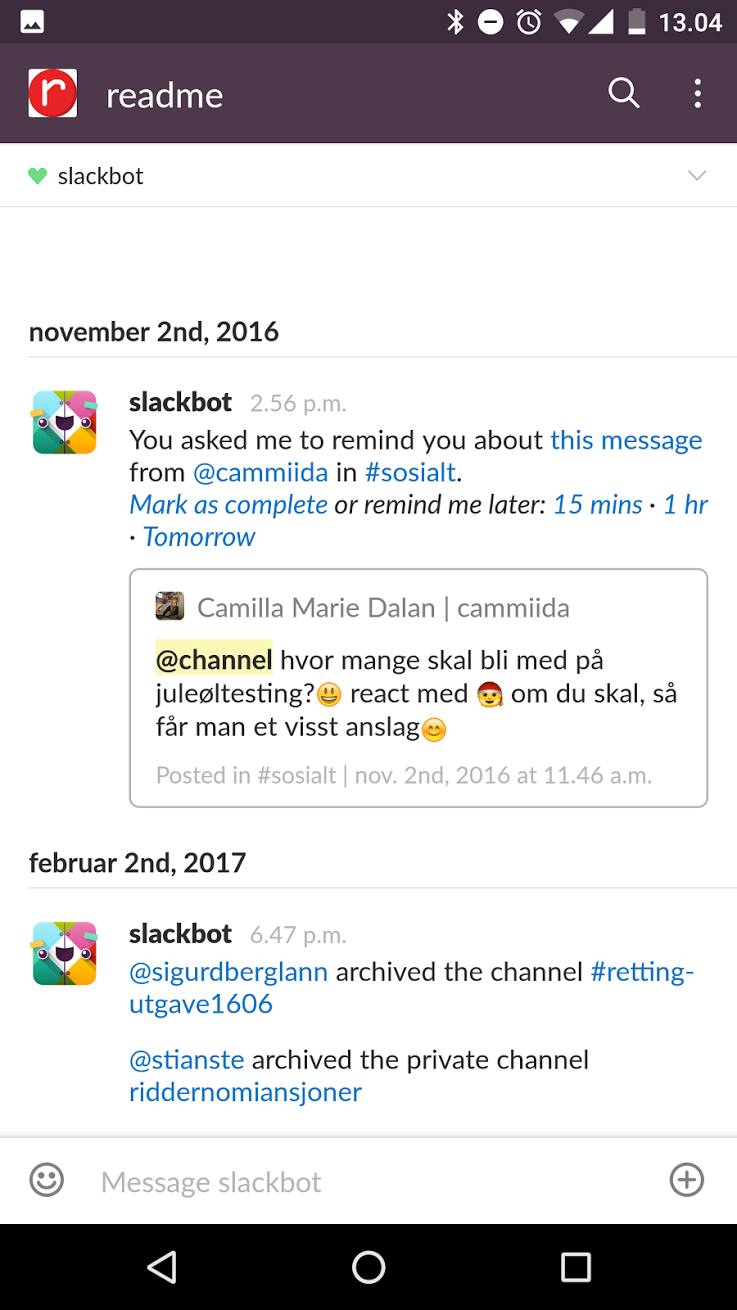 13.04
r readme
slackbot
november 2nd, 2016
slackbot 2.56 p.m.
You asked me to remind you about this message
from @cammiida in #sosialt.
Mark as complete or remind me later: 15 mins · 1 hr
· Tomorrow
Camilla Marie Dalan | cammiida
@channel hvor mange skal bli med på
juleøltesting?😃 react med 🤶 om du skal, så
får man et visst anslag😊
Posted in #sosialt | nov. 2nd, 2016 at 11.46 a.m.
februar 2nd, 2017
slackbot 6.47 p.m.
@sigurdberglann archived the channel #retting-
utgave1606
@stianste archived the private channel
riddernomiansjoner
Message slackbot